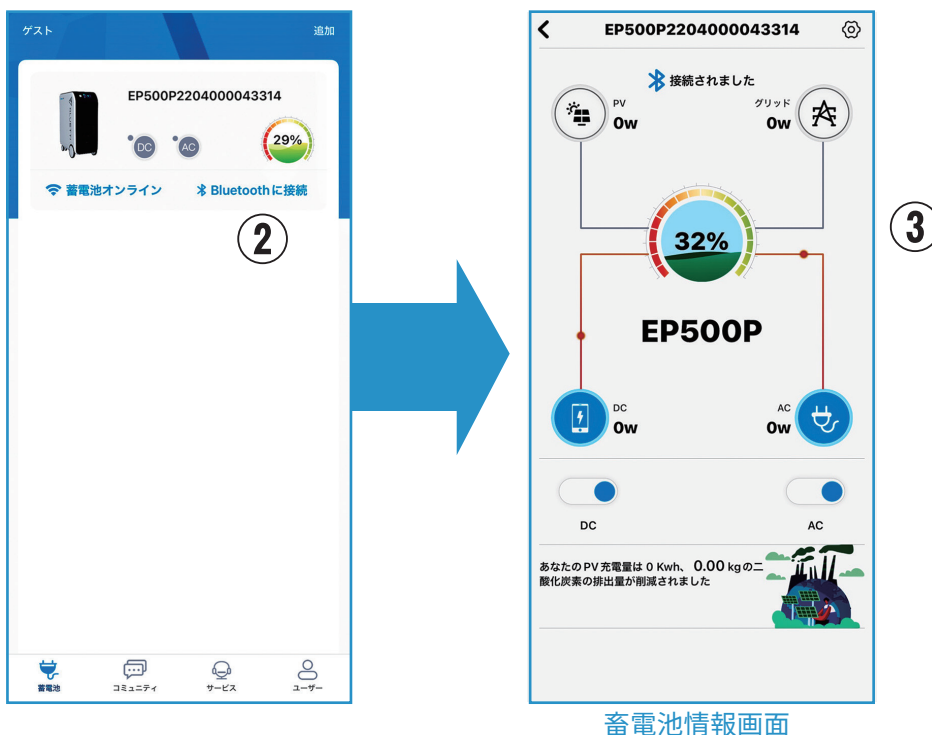 ゲスト
追加
EP500P2204000043314
DC
AC
29%
蓄電池オンライン
Bluetoothに接続
②
蓄電池
コミュニティ
サービス
ユーザー
EP500P2204000043314
接続されました
PV
0w
グリッド
0w
32%
EP500P
DC
0w
AC
0w
DC
AC
あなたのPV充電量は 0 Kwh、 0.00 kgの二
酸化炭素の排出量が削減されました
③
畜電池情報画面